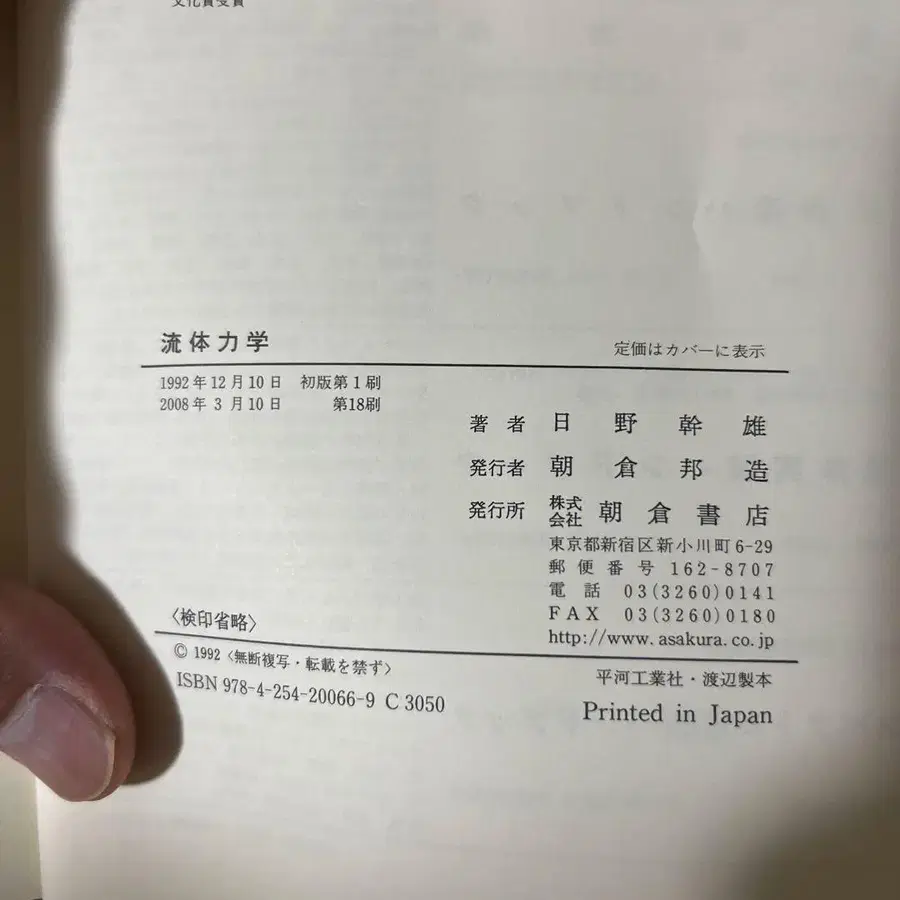 文化賞受賞
流体力学
定価はカバーに表示
1992年12月10日 初版第1刷
2008年 3月10日 第18刷
著者 日野幹雄
発行者 朝倉邦造
発行所 株式会社 朝倉書店
東京都新宿区新小川町6-29
郵便番号 162-8707
電話 03(3260)0141
FAX 03(3260)0180
http://www.asakura.co.jp
〈検印省略〉
© 1992〈無断複写・転載を禁ず〉
平河工業社・渡辺製本
ISBN 978-4-254-20066-9 C 3050
Printed in Japan